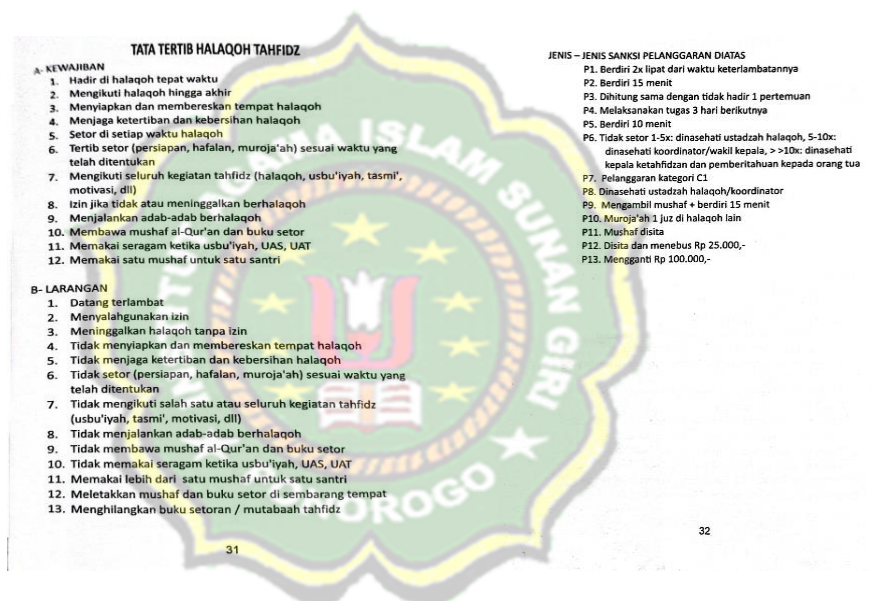 TATA TERTIB HALAQOH TAHFIDZ
A- KEWAJIBAN
1. Hadir di halaqoh tepat waktu
2. Mengikuti halaqoh hingga akhir
3. Menyiapkan dan membereskan tempat halaqoh
4. Menjaga ketertiban dan kebersihan halaqoh
5. Setor di setiap waktu halaqoh
6. Tertib setor (persiapan, hafalan, muroja'ah) sesuai waktu yang
telah ditentukan
7. Mengikuti seluruh kegiatan tahfidz (halaqoh, usbu'iyah, tasmi',
motivasi, dll)
8. Izin jika tidak atau meninggalkan berhalaqoh
9. Menjalankan adab-adab berhalaqoh
10. Membawa mushaf al-Qur'an dan buku setor
11. Memakai seragam ketika usbu'iyah, UAS, UAT
12. Memakai satu mushaf untuk satu santri
B- LARANGAN
1. Datang terlambat
2. Menyalahgunakan izin
3. Meninggalkan halaqoh tanpa izin
4. Tidak menyiapkan dan membereskan tempat halaqoh
5. Tidak menjaga ketertiban dan kebersihan halaqoh
6. Tidak setor (persiapan, hafalan, muroja'ah) sesuai waktu yang
telah ditentukan
7. Tidak mengikuti salah satu atau seluruh kegiatan tahfidz
(usbu'iyah, tasmi', motivasi, dll)
8. Tidak menjalankan adab-adab berhalaqoh
9. Tidak membawa mushaf al-Qur'an dan buku setor
10. Tidak memakai seragam ketika usbu'iyah, UAS, UAT
11. Memakai lebih dari satu mushaf untuk satu santri
12. Meletakkan mushaf dan buku setor di sembarang tempat
13. Menghilangkan buku setoran / mutabaah tahfidz
31
JENIS – JENIS SANKSI PELANGGARAN DIATAS
P1. Berdiri 2x lipat dari waktu keterlambatannya
P2. Berdiri 15 menit
P3. Dihitung sama dengan tidak hadir 1 pertemuan
P4. Melaksanakan tugas 3 hari berikutnya
P5. Berdiri 10 menit
P6. Tidak setor 1-5x: dinasehati ustadzah halaqoh, 5-10x:
dinasehati koordinator/wakil kepala, > >10x: dinasehati
kepala ketahfidzan dan pemberitahuan kepada orang tua
P7. Pelanggaran kategori C1
P8. Dinasehati ustadzah halaqoh/koordinator
P9. Mengambil mushaf + berdiri 15 menit
P10. Muroja'ah 1 juz di halaqoh lain
P11. Mushaf disita
P12. Disita dan menebus Rp 25.000,-
P13. Mengganti Rp 100.000,-
32
AGAMA ISLAM SUNAN GIRI